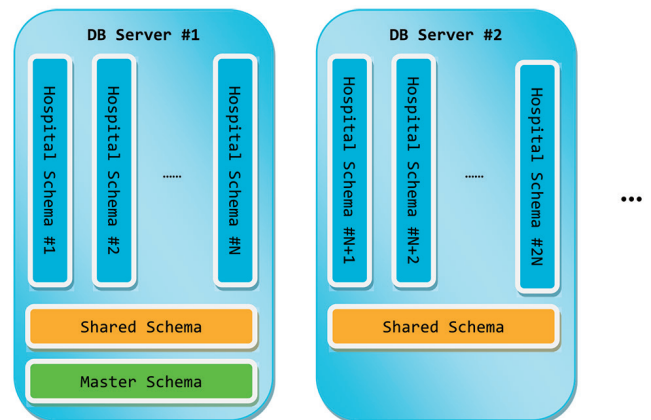 DB Server #1
Hospital Schema #1
Hospital Schema #2
......
Hospital Schema #N
Shared Schema
Master Schema
DB Server #2
Hospital Schema #N+1
Hospital Schema #N+2
......
Hospital Schema #2N
Shared Schema
...